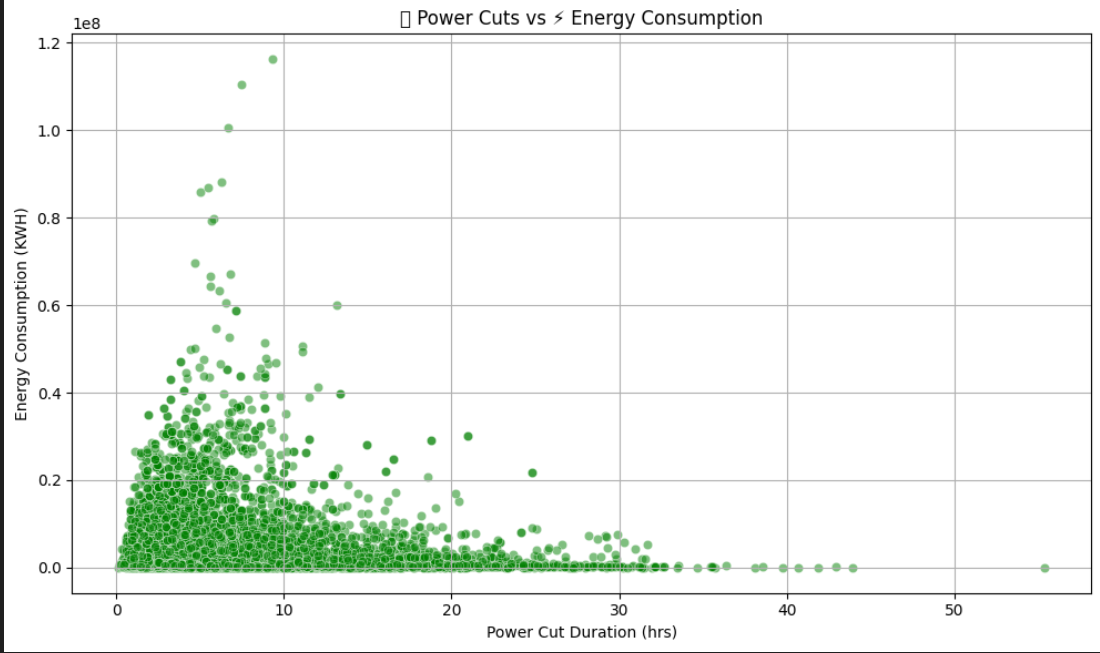 ▯ Power Cuts vs ⚡ Energy Consumption
1e8
1.2
1.0
0.8
0.6
0.4
0.2
0.0
Energy Consumption (KWH)
0 10 20 30 40 50
Power Cut Duration (hrs)